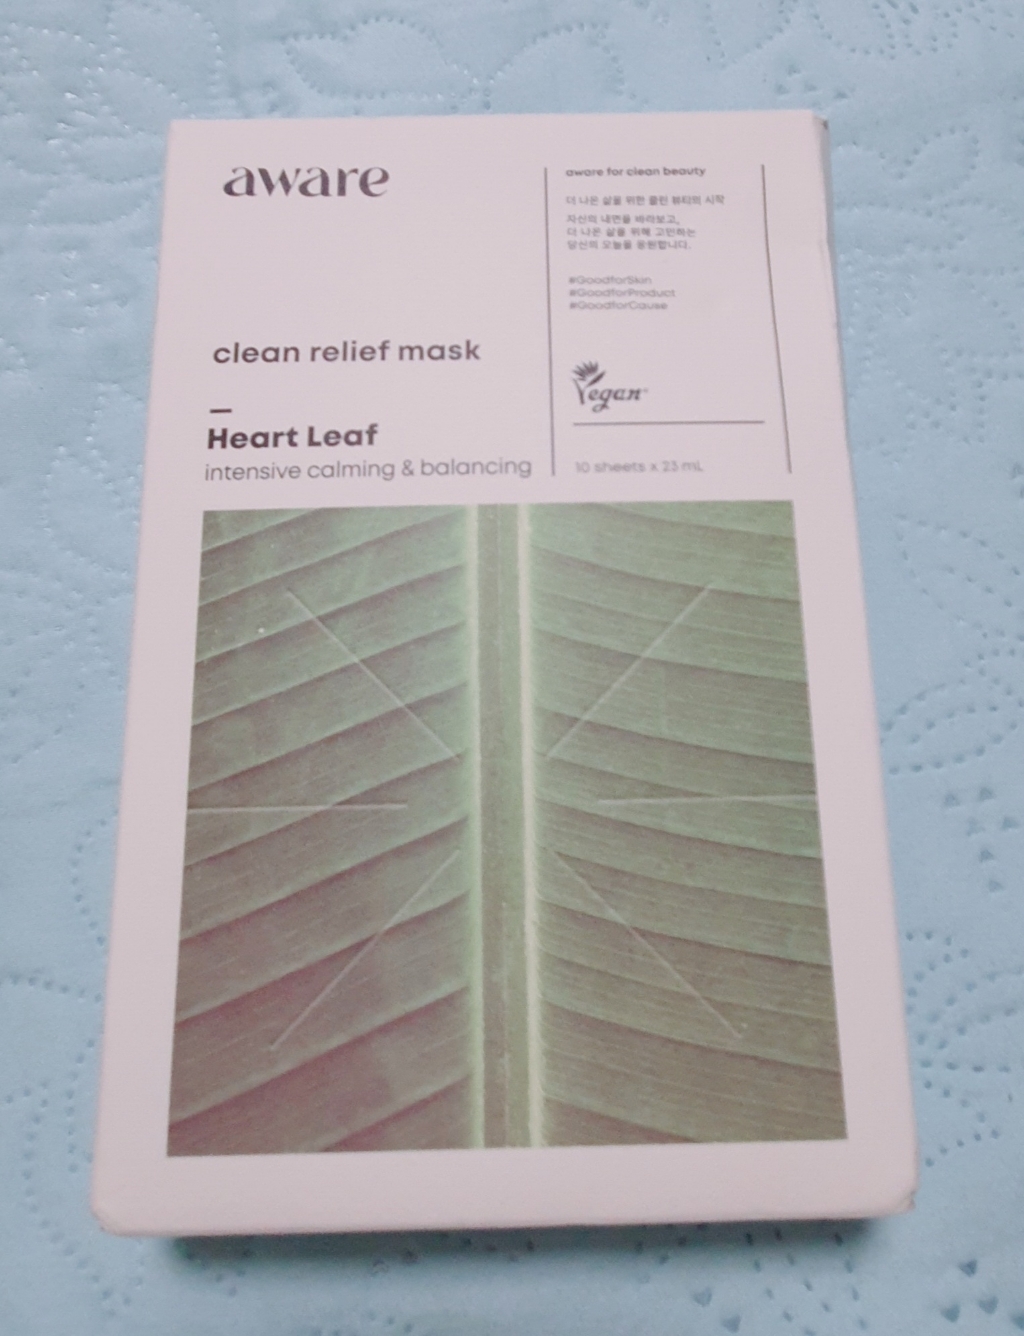 aware
clean relief mask
Heart Leaf
intensive calming & balancing
aware for clean beauty
더 나은 삶을 위한 클린 뷰티의 시작
자신의 내면을 바라보고,
더 나은 삶을 위해 고민하는
당신의 오늘을 응원합니다.
#GoodforSkin
#GoodforProduct
#GoodforCause
Vegan
10 sheets x 23 mL